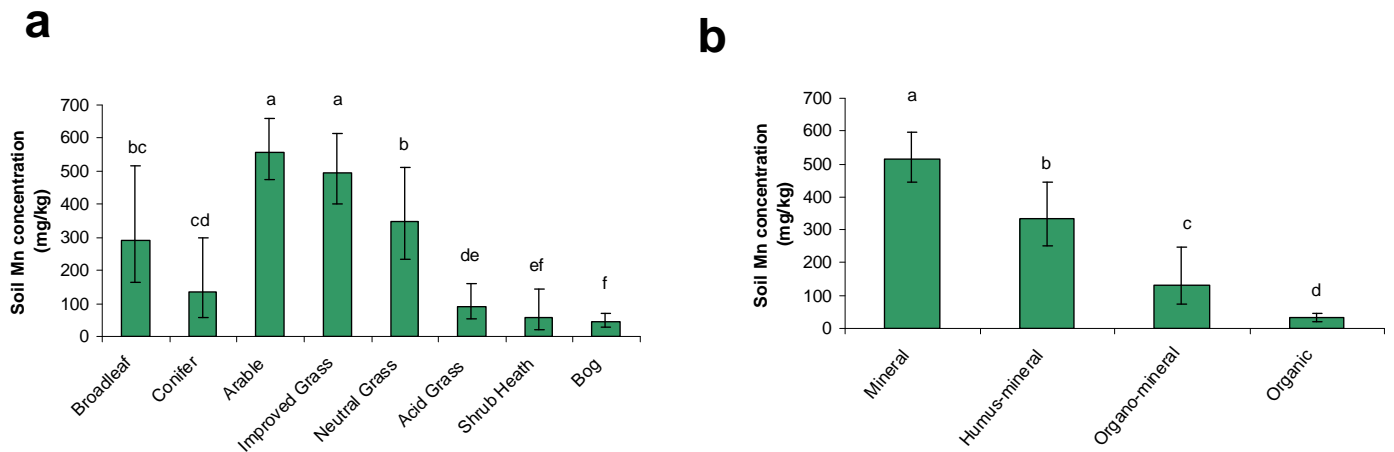 a
Soil Mn concentration
(mg/kg)
700
600
500
400
300
200
100
0
bc
cd
a
a
b
de
ef
f
Broadleaf
Conifer
Arable
Improved Grass
Neutral Grass
Acid Grass
Shrub Heath
Bog
b
Soil Mn concentration
(mg/kg)
700
600
500
400
300
200
100
0
a
b
c
d
Mineral
Humus-mineral
Organo-mineral
Organic